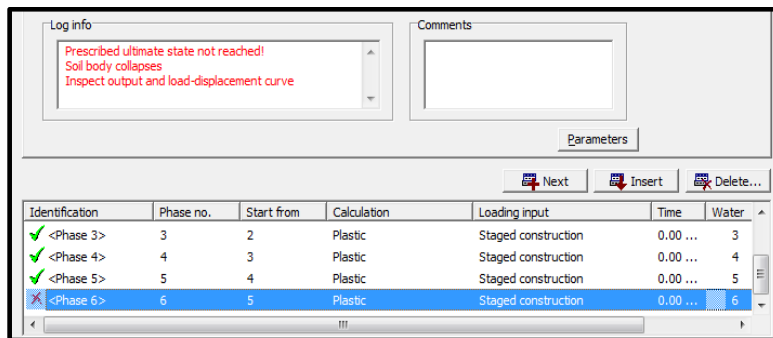 Log info
Comments
Prescribed ultimate state not reached!
Soil body collapses
Inspect output and load-displacement curve
Parameters
Next Insert Delete...
Identification Phase no. Start from Calculation Loading input Time Water
<Phase 3> 3 2 Plastic Staged construction 0.00 ... 3
<Phase 4> 4 3 Plastic Staged construction 0.00 ... 4
<Phase 5> 5 4 Plastic Staged construction 0.00 ... 5
<Phase 6> 6 5 Plastic Staged construction 0.00 ... 6